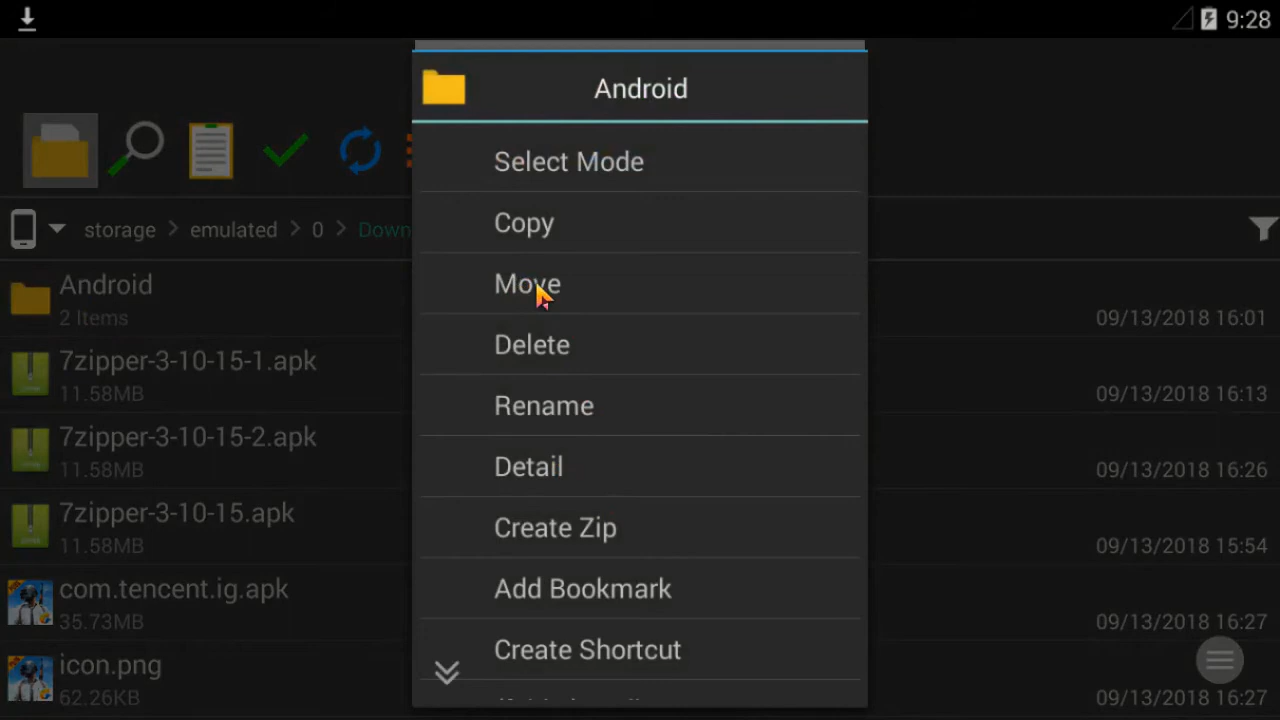 9:28
Android
Select Mode
Copy
Move
Delete
Rename
Detail
Create Zip
Add Bookmark
Create Shortcut
storage > emulated > 0 > Down
Android
2 Items
09/13/2018 16:01
7zipper-3-10-15-1.apk
11.58MB
09/13/2018 16:13
7zipper-3-10-15-2.apk
11.58MB
09/13/2018 16:26
7zipper-3-10-15.apk
11.58MB
09/13/2018 15:54
com.tencent.ig.apk
35.73MB
09/13/2018 16:27
icon.png
62.26KB
09/13/2018 16:27